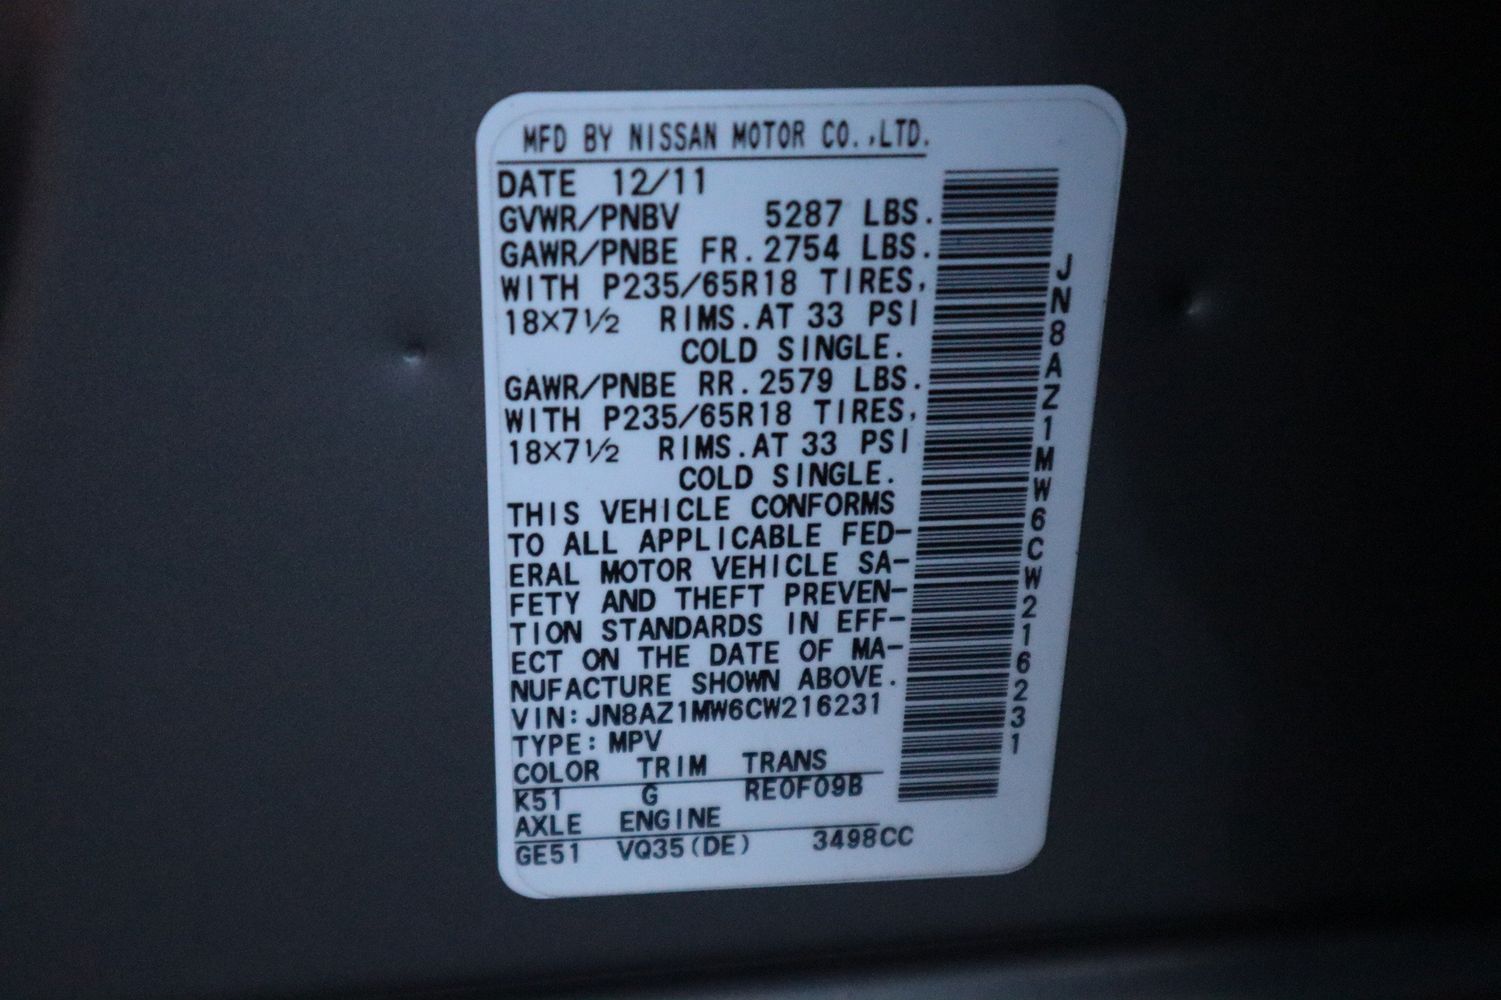 MFD BY NISSAN MOTOR CO.,LTD.
DATE 12/11
GVWR/PNBV 5287 LBS.
GAWR/PNBE FR.2754 LBS.
WITH P235/65R18 TIRES,
18×7½ RIMS.AT 33 PSI
COLD SINGLE.
GAWR/PNBE RR.2579 LBS.
WITH P235/65R18 TIRES,
18×7½ RIMS.AT 33 PSI
COLD SINGLE.
THIS VEHICLE CONFORMS
TO ALL APPLICABLE FED-
ERAL MOTOR VEHICLE SA-
FETY AND THEFT PREVEN-
TION STANDARDS IN EFF-
ECT ON THE DATE OF MA-
NUFACTURE SHOWN ABOVE.
VIN:JN8AZ1MW6CW216231
TYPE:MPV
COLOR TRIM TRANS
K51 G RE0F09B
AXLE ENGINE
GE51 VQ35(DE) 3498CC
JN8AZ1MW6CW216231